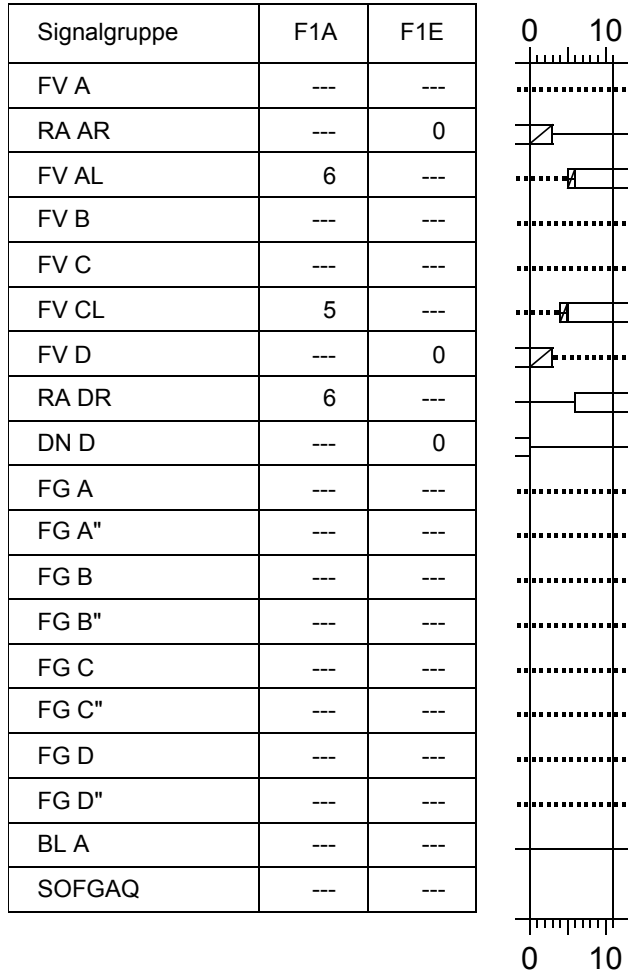 Signalgruppe F1A F1E 0 10
FV A --- ---
RA AR --- 0
FV AL 6 ---
FV B --- ---
FV C --- ---
FV CL 5 ---
FV D --- 0
RA DR 6 ---
DN D --- 0
FG A --- ---
FG A" --- ---
FG B --- ---
FG B" --- ---
FG C --- ---
FG C" --- ---
FG D --- ---
FG D" --- ---
BL A --- ---
SOFGAQ --- ---
0 10